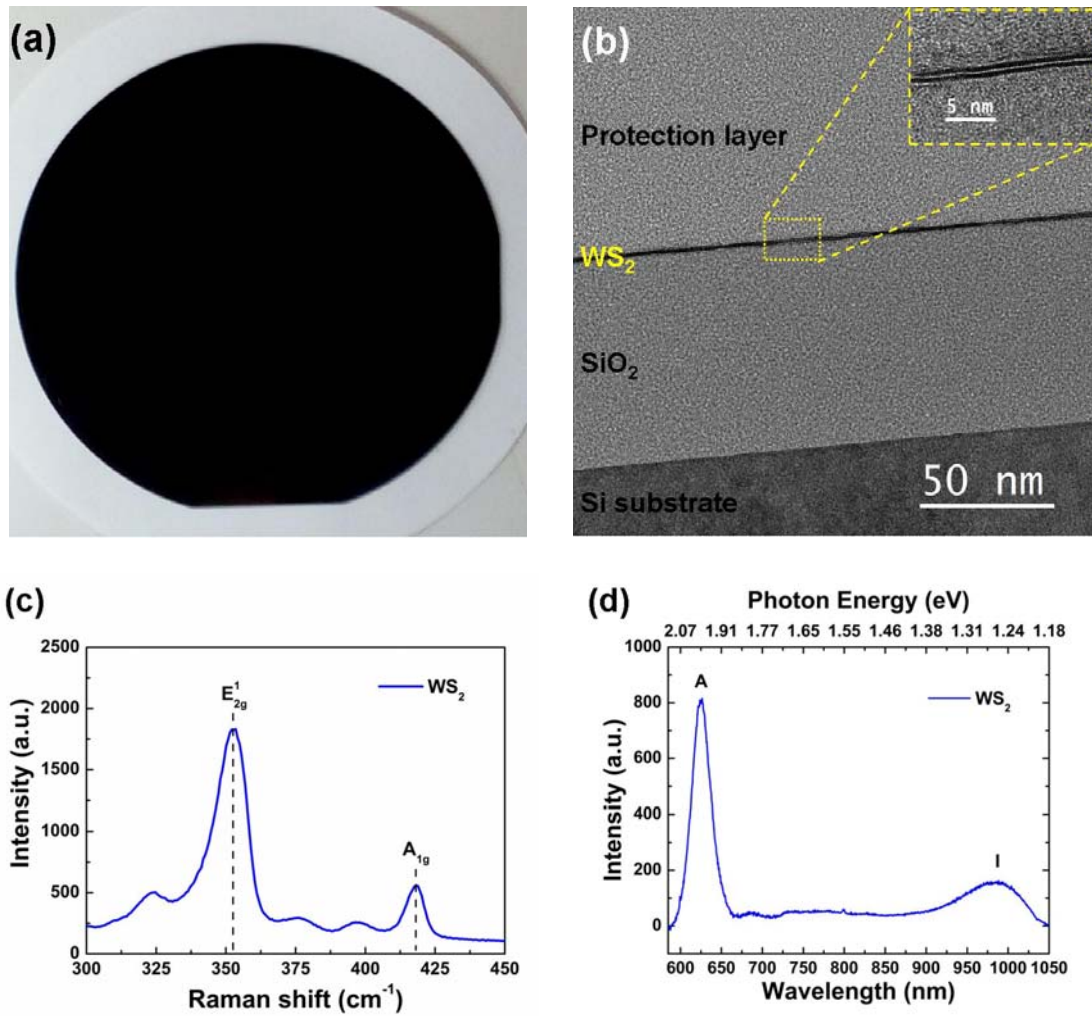 (a)
(b)
5 nm
Protection layer
WS₂
SiO₂
Si substrate
50 nm
(c)
2500
2000
1500
1000
500
0
Intensity (a.u.)
E¹₂g
A₁g
WS₂
300 325 350 375 400 425 450
Raman shift (cm⁻¹)
(d)
Photon Energy (eV)
2.07 1.91 1.77 1.65 1.55 1.46 1.38 1.31 1.24 1.18
1000
800
600
400
200
0
Intensity (a.u.)
A
WS₂
I
600 650 700 750 800 850 900 950 1000 1050
Wavelength (nm)